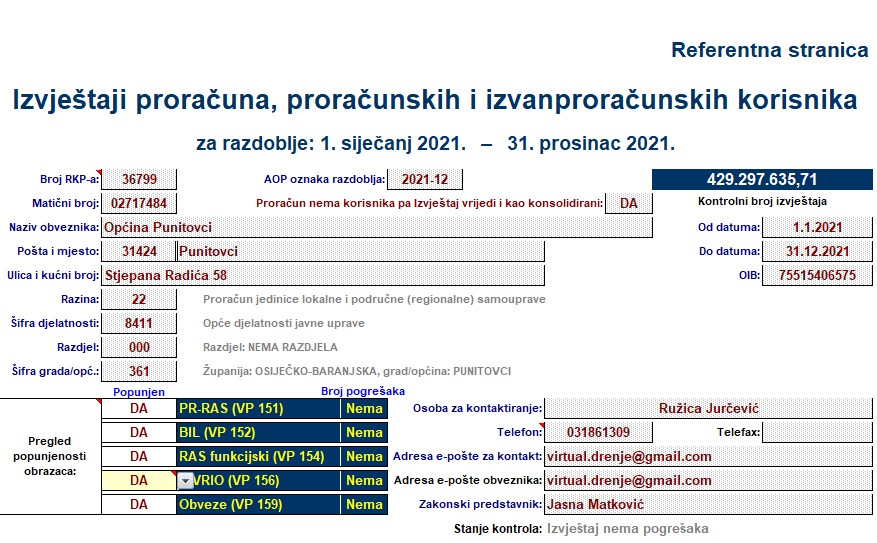 Referentna stranica
Izvještaji proračuna, proračunskih i izvanproračunskih korisnika
za razdoblje: 1. siječanj 2021. – 31. prosinac 2021.
Broj RKP-a: 36799 AOP oznaka razdoblja: 2021-12 429.297.635,71
Matični broj: 02717484 Proračun nema korisnika pa Izvještaj vrijedi i kao konsolidirani: DA Kontrolni broj izvještaja
Naziv obveznika: Općina Punitovci Od datuma: 1.1.2021
Pošta i mjesto: 31424 Punitovci Do datuma: 31.12.2021
Ulica i kućni broj: Stjepana Radića 58 OIB: 75515406575
Razina: 22 Proračun jedinice lokalne i područne (regionalne) samouprave
Šifra djelatnosti: 8411 Opće djelatnosti javne uprave
Razdjel: 000 Razdjel: NEMA RAZDJELA
Šifra grada/opć.: 361 Županija: OSIJEČKO-BARANJSKA, grad/općina: PUNITOVCI
Popunjen Broj pogrešaka
DA PR-RAS (VP 151) Nema Osoba za kontaktiranje: Ružica Jurčević
DA BIL (VP 152) Nema Telefon: 031861309 Telefax:
Pregled
popunjenosti
obrazaca:
DA RAS funkcijski (VP 154) Nema Adresa e-pošte za kontakt: virtual.drenje@gmail.com
DA VRIO (VP 156) Nema Adresa e-pošte obveznika: virtual.drenje@gmail.com
DA Obveze (VP 159) Nema Zakonski predstavnik: Jasna Matković
Stanje kontrola: Izvještaj nema pogrešaka